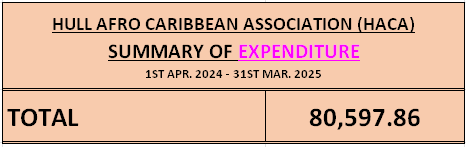 HULL AFRO CARIBBEAN ASSOCIATION (HACA)
SUMMARY OF EXPENDITURE
1ST APR. 2024 - 31ST MAR. 2025
TOTAL 80,597.86